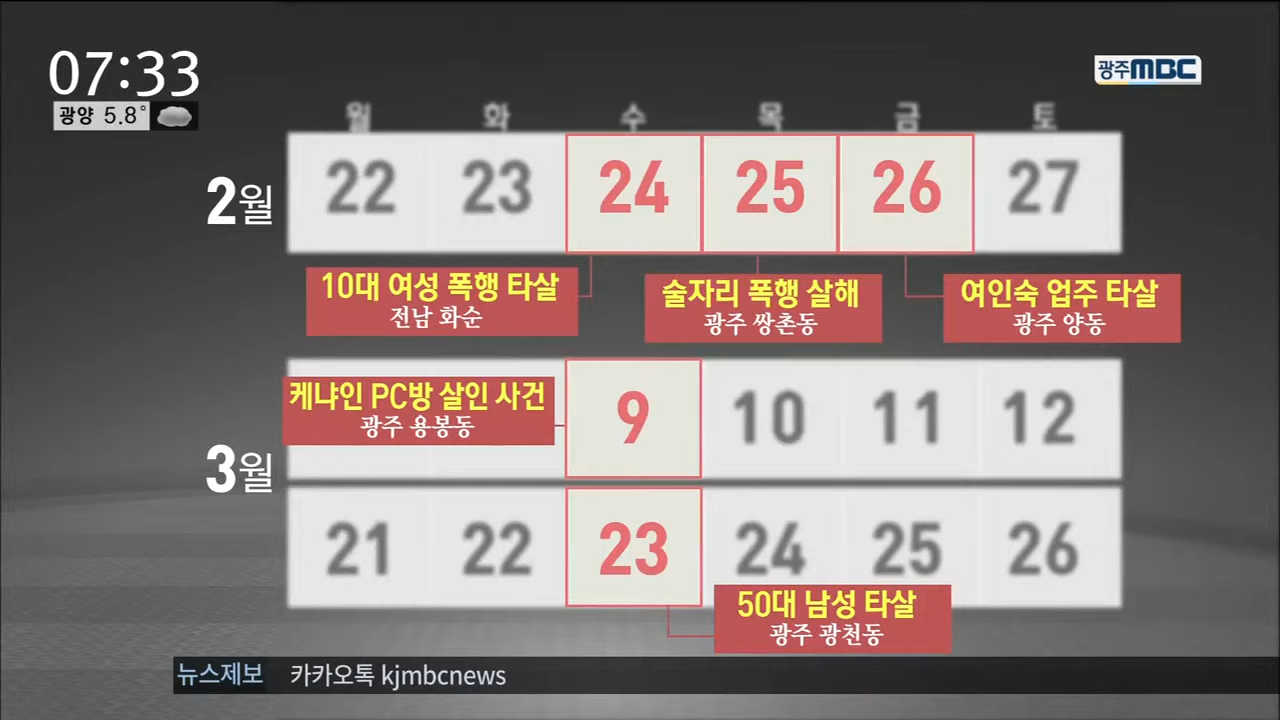 07:33
광양 5.8°
광주MBC
월 화 수 목 금 토
2월
22 23 24 25 26 27
10대 여성 폭행 타살
전남 화순
술자리 폭행 살해
광주 쌍촌동
여인숙 업주 타살
광주 양동
3월
케냐인 PC방 살인 사건
광주 용봉동
9 10 11 12
21 22 23 24 25 26
50대 남성 타살
광주 광천동
뉴스제보 카카오톡 kjmbcnews